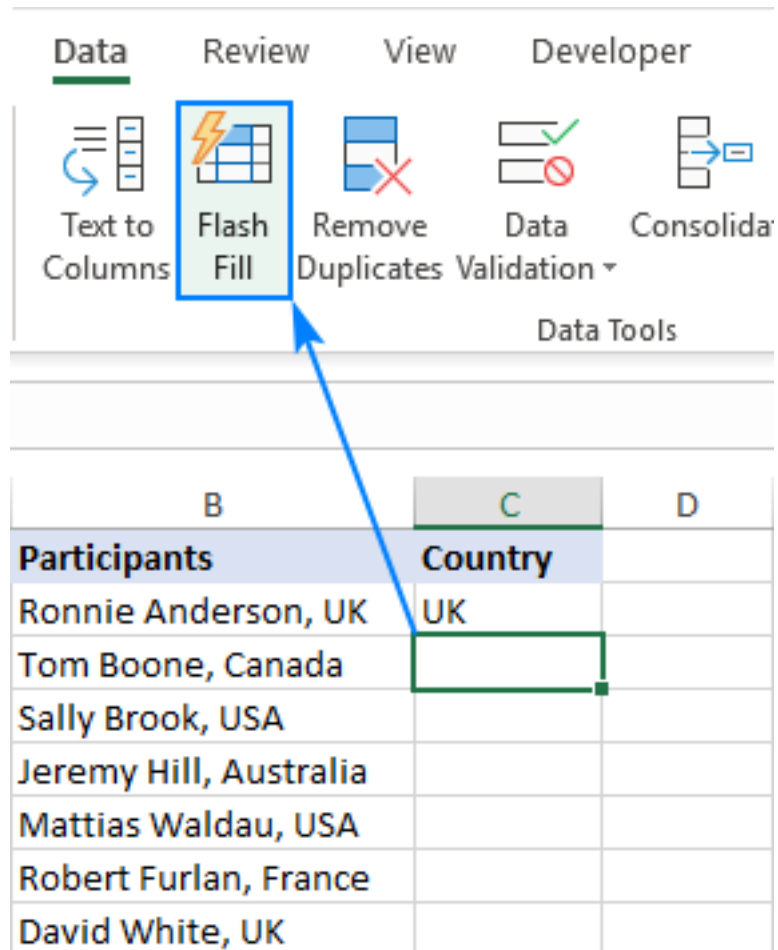 Data Review View Developer
Text to Flash Remove Data
Columns Fill Duplicates Validation
Consolida
Data Tools
B C D
Participants Country
Ronnie Anderson, UK UK
Tom Boone, Canada
Sally Brook, USA
Jeremy Hill, Australia
Mattias Waldau, USA
Robert Furlan, France
David White, UK